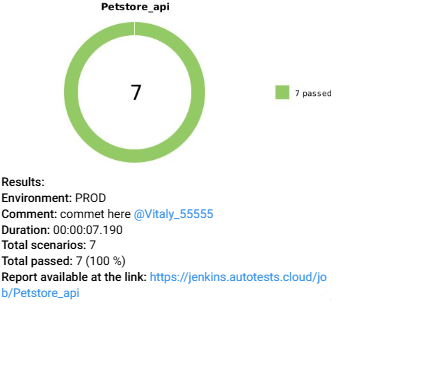 Petstore_api
7
7 passed
Results:
Environment: PROD
Comment: commet here @Vitaly_55555
Duration: 00:00:07.190
Total scenarios: 7
Total passed: 7 (100 %)
Report available at the link: https://jenkins.autotests.cloud/jo
b/Petstore_api